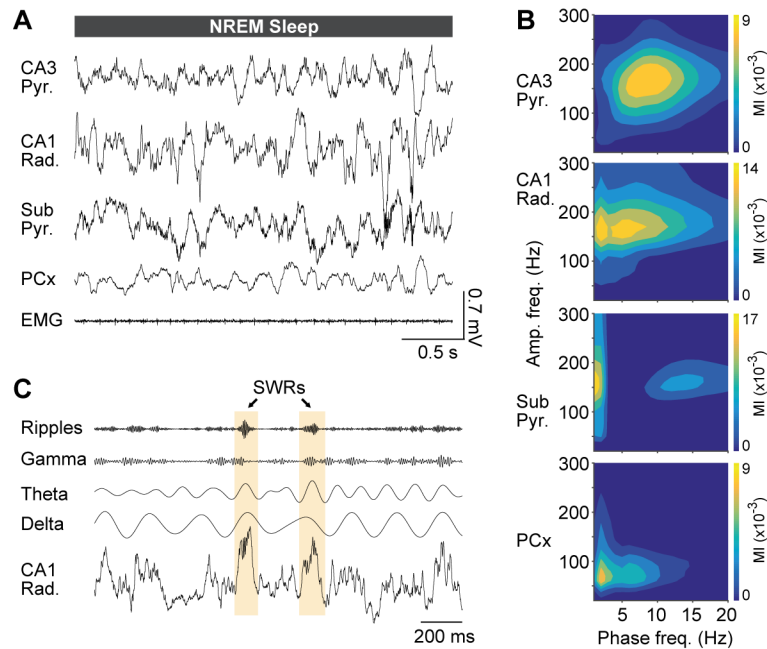 A
NREM Sleep
CA3
Pyr.
CA1
Rad.
Sub
Pyr.
PCx
EMG
0.7 mV
0.5 s
B
CA3
Pyr.
300
200
100
9
0
MI (x10⁻³)
CA1
Rad.
300
200
100
14
0
MI (x10⁻³)
Amp. freq. (Hz)
Sub
Pyr.
300
200
100
17
0
MI (x10⁻³)
PCx
300
200
100
9
0
MI (x10⁻³)
5 10 15 20
Phase freq. (Hz)
C
SWRs
Ripples
Gamma
Theta
Delta
CA1
Rad.
200 ms